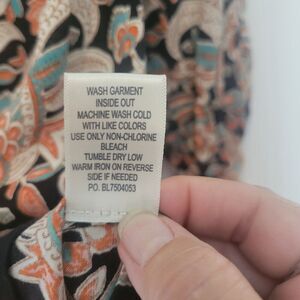 WASH GARMENT
INSIDE OUT
MACHINE WASH COLD
WITH LIKE COLORS
USE ONLY NON-CHLORINE
BLEACH
TUMBLE DRY LOW
WARM IRON ON REVERSE
SIDE IF NEEDED
PO. BL7504053